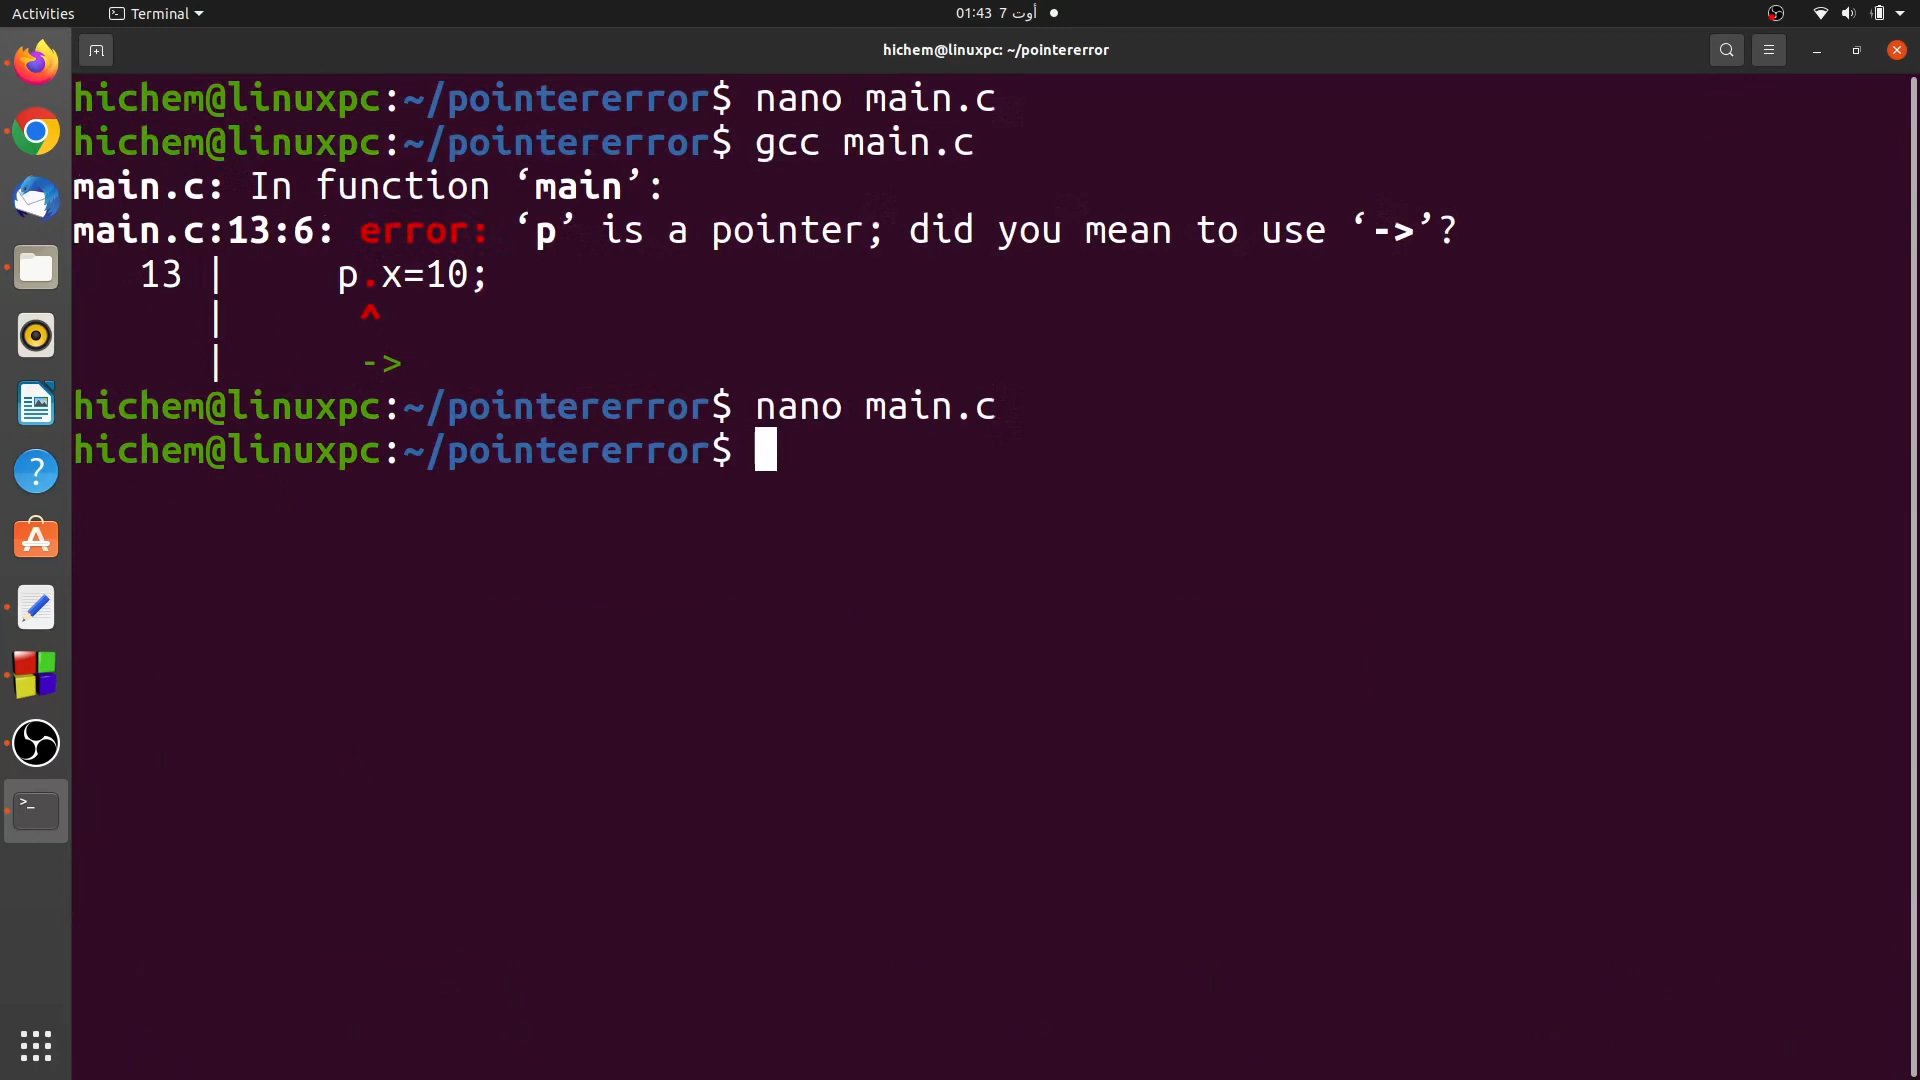 Activities Terminal 01:43 7 أوت
hichem@linuxpc: ~/pointererror
hichem@linuxpc:~/pointererror$ nano main.c
hichem@linuxpc:~/pointererror$ gcc main.c
main.c: In function ‘main’:
main.c:13:6: error: ‘p’ is a pointer; did you mean to use ‘->’?
13 | p.x=10;
| ^
| ->
hichem@linuxpc:~/pointererror$ nano main.c
hichem@linuxpc:~/pointererror$